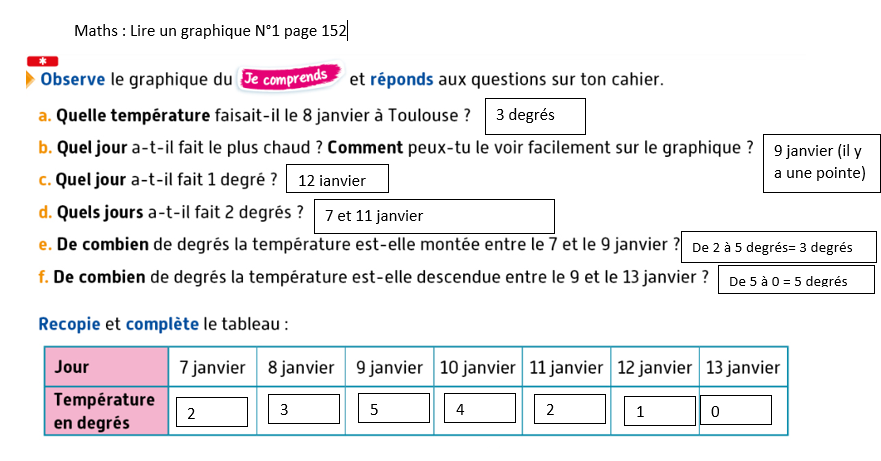 Maths : Lire un graphique N°1 page 152
*
Observe le graphique du Je comprends et réponds aux questions sur ton cahier.
a. Quelle température faisait-il le 8 janvier à Toulouse ? 3 degrés
b. Quel jour a-t-il fait le plus chaud ? Comment peux-tu le voir facilement sur le graphique ? 9 janvier (il y
a une pointe)
c. Quel jour a-t-il fait 1 degré ? 12 janvier
d. Quels jours a-t-il fait 2 degrés ? 7 et 11 janvier
e. De combien de degrés la température est-elle montée entre le 7 et le 9 janvier ? De 2 à 5 degrés= 3 degrés
f. De combien de degrés la température est-elle descendue entre le 9 et le 13 janvier ? De 5 à 0 = 5 degrés
Recopie et complète le tableau :
Jour 7 janvier 8 janvier 9 janvier 10 janvier 11 janvier 12 janvier 13 janvier
Température
en degrés 2 3 5 4 2 1 0